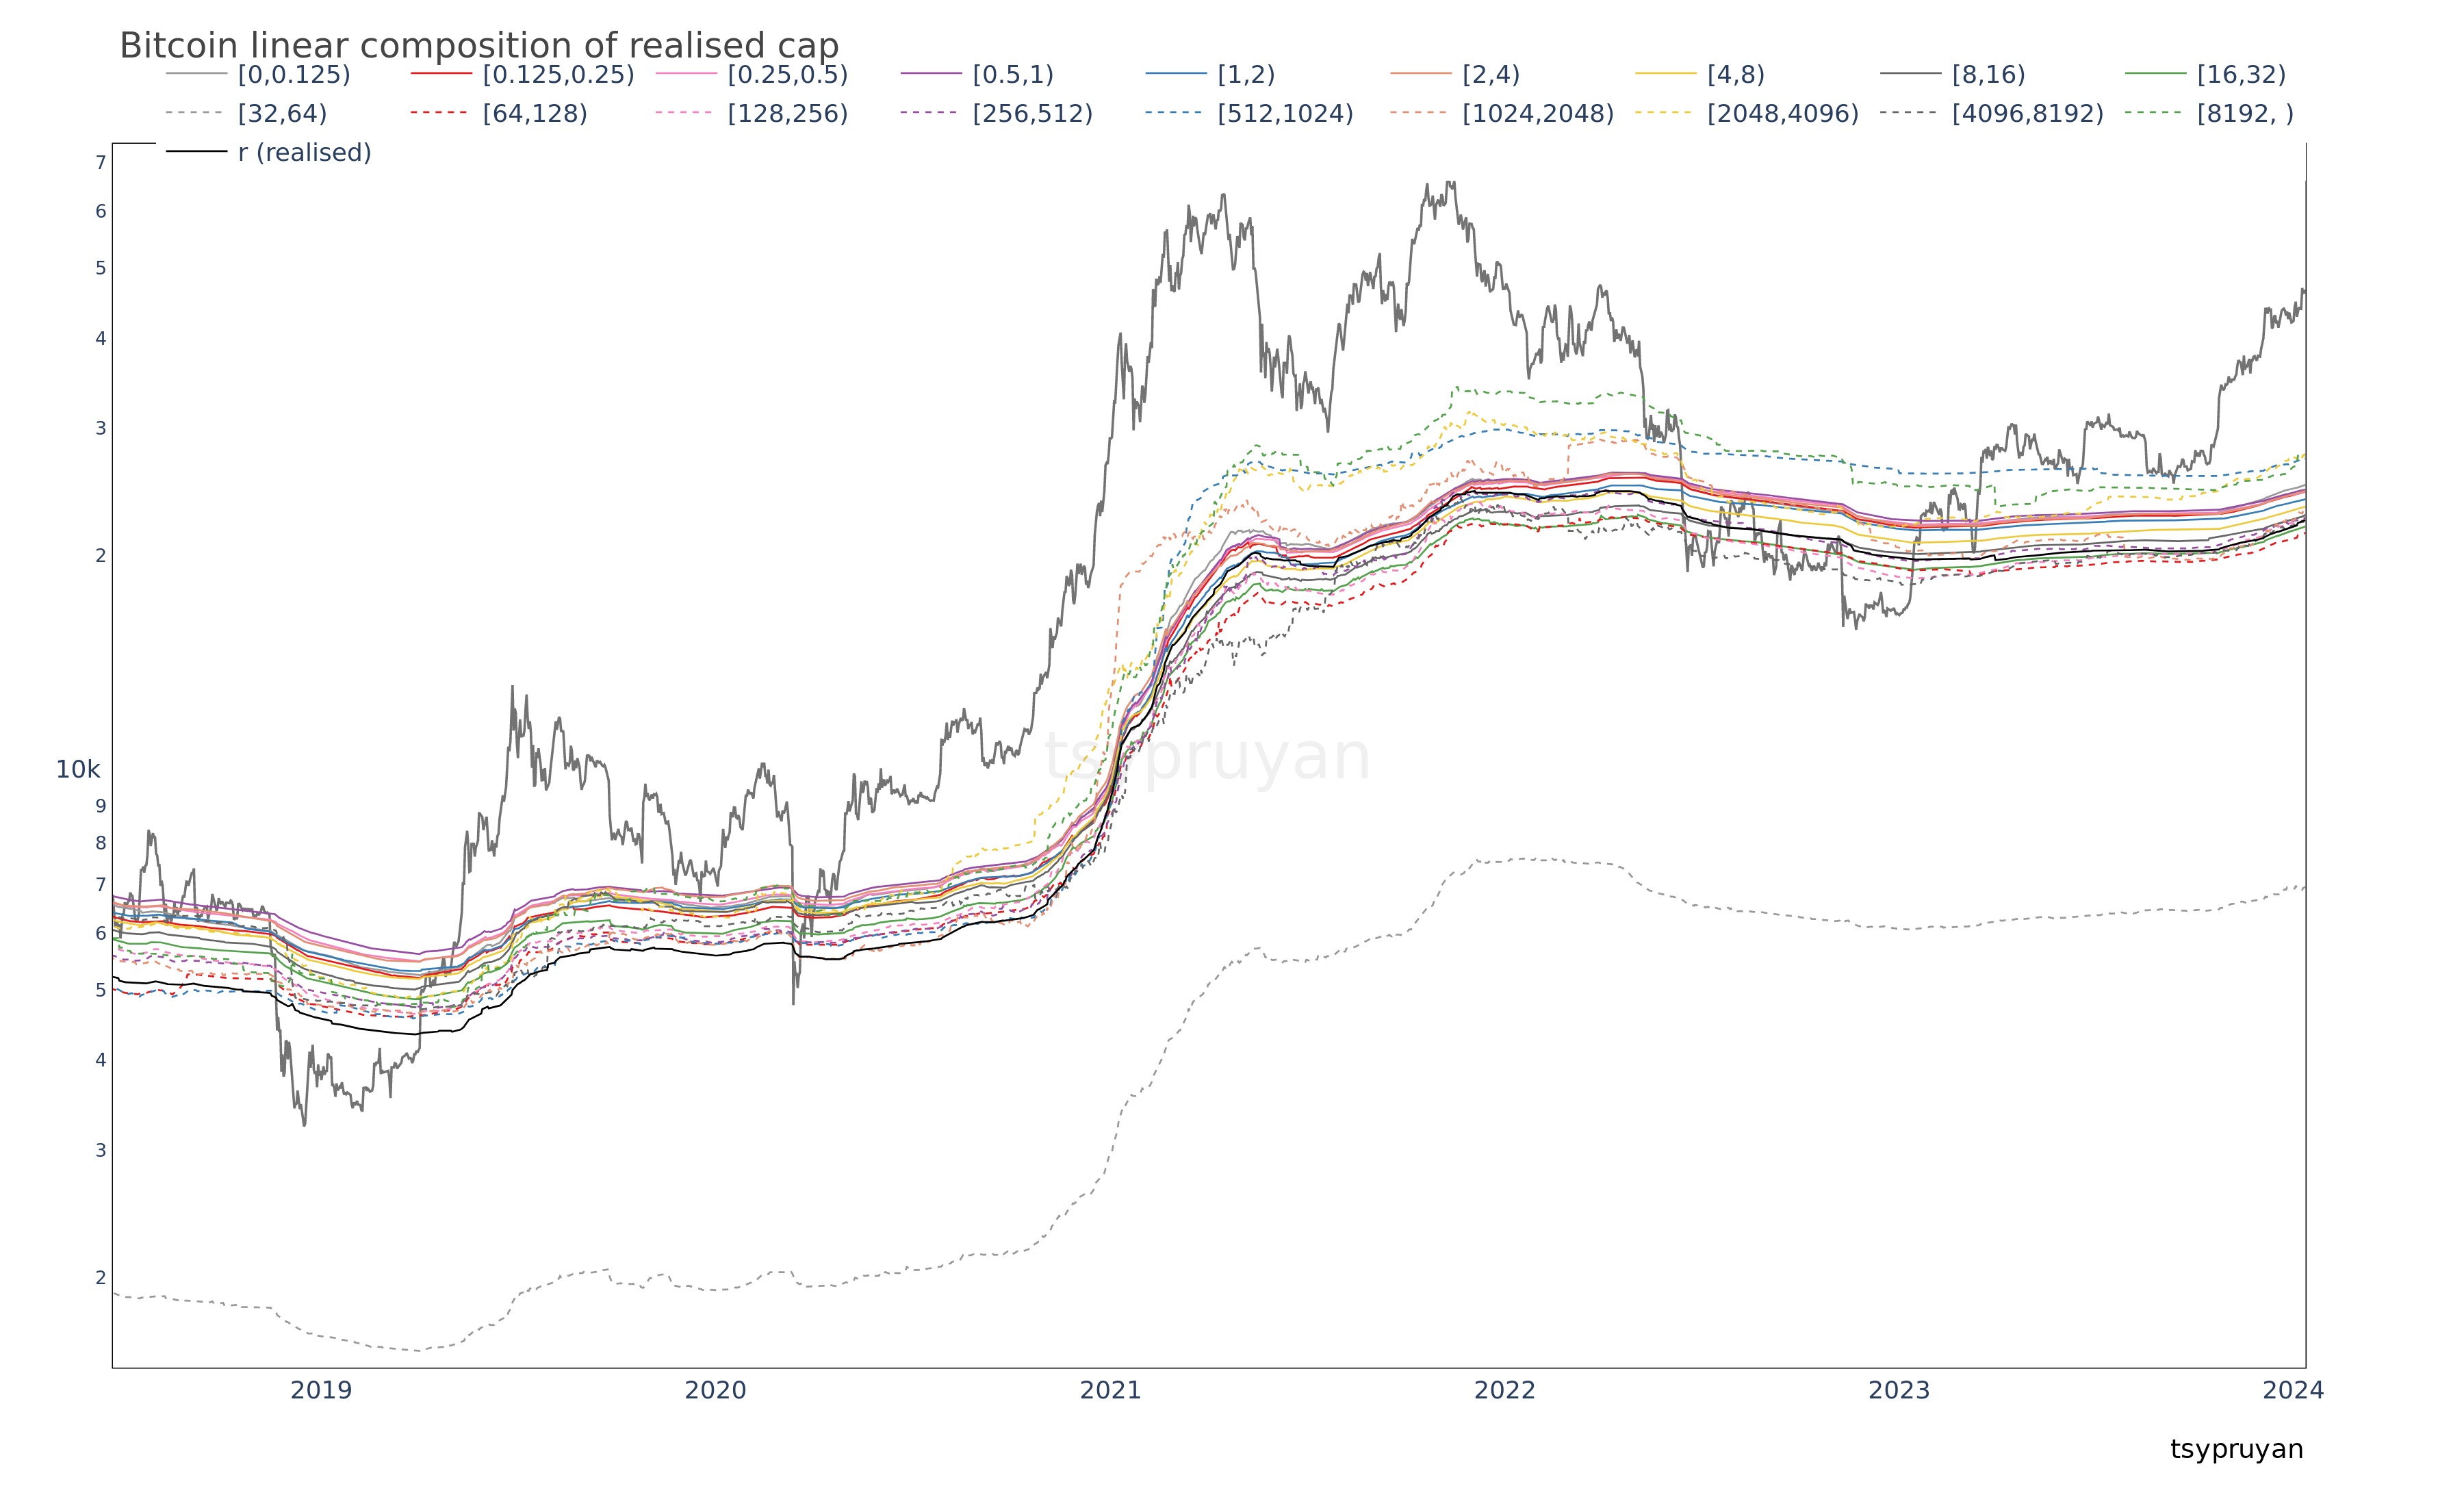 Bitcoin linear composition of realised cap
[0,0.125) [0.125,0.25) [0.25,0.5) [0.5,1) [1,2) [2,4) [4,8) [8,16) [16,32)
[32,64) [64,128) [128,256) [256,512) [512,1024) [1024,2048) [2048,4096) [4096,8192) [8192, )
r (realised)
7
6
5
4
3
2
10k
9
8
7
6
5
4
3
2
tsypruyan
2019 2020 2021 2022 2023 2024
tsypruyan